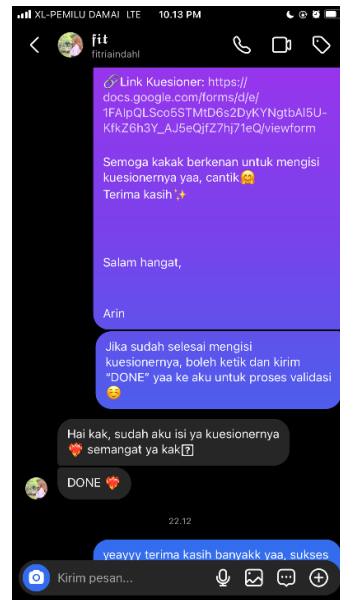 XL-PEMILU DAMAI LTE 10.13 PM
fit
fitriaindahl
🔗Link Kuesioner: https://
docs.google.com/forms/d/e/
1FAIpQLSco5STMtD6s2DyKYNgtbAl5U-
KfkZ6h3Y_AJ5eQjfZ7hj71eQ/viewform
Semoga kakak berkenan untuk mengisi
kuesionernya yaa, cantik🤗
Terima kasih✨
Salam hangat,
Arin
Jika sudah selesai mengisi
kuesionernya, boleh ketik dan kirim
“DONE” yaa ke aku untuk proses validasi
☺️
Hai kak, sudah aku isi ya kuesionernya
❤️‍🔥 semangat ya kak⍰
DONE ❤️‍🔥
22.12
yeayyy terima kasih banyakk yaa, sukses
Kirim pesan...